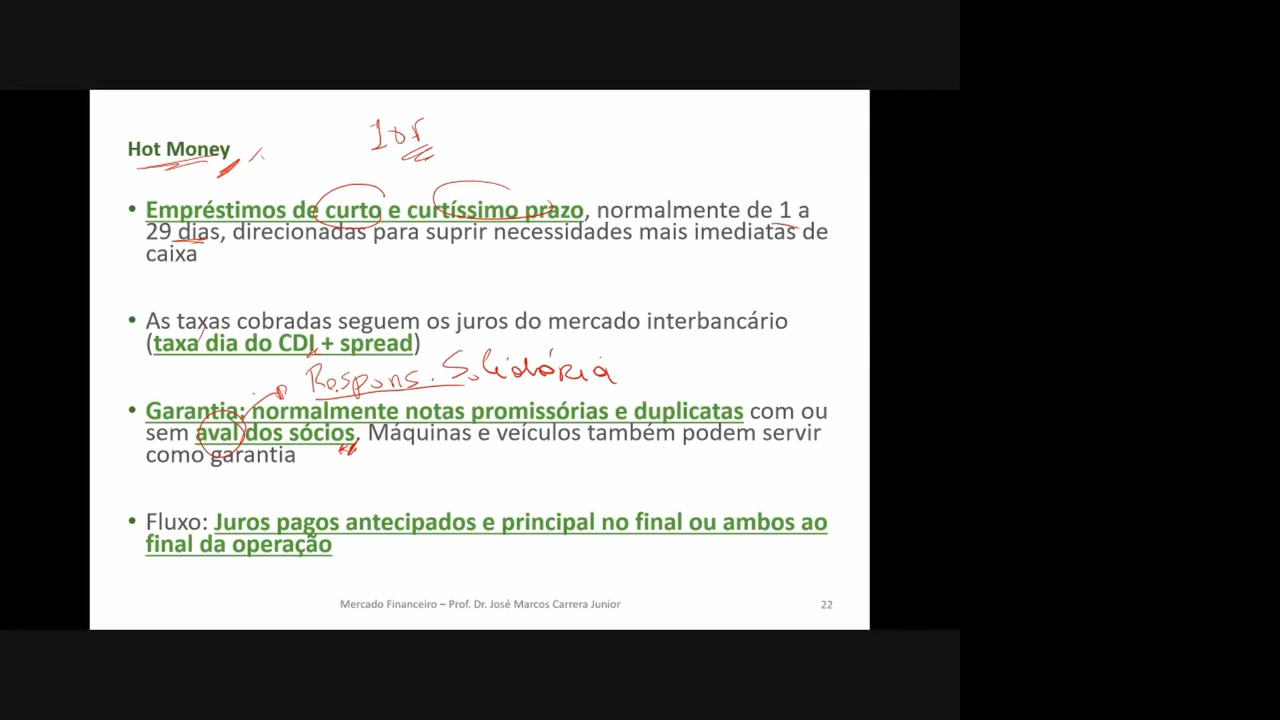 Hot Money
• Empréstimos de curto e curtíssimo prazo, normalmente de 1 a
29 dias, direcionadas para suprir necessidades mais imediatas de
caixa
• As taxas cobradas seguem os juros do mercado interbancário
(taxa dia do CDI + spread)
Respons. Solidária
• Garantia: normalmente notas promissórias e duplicatas com ou
sem aval dos sócios. Máquinas e veículos também podem servir
como garantia
• Fluxo: Juros pagos antecipados e principal no final ou ambos ao
final da operação
Mercado Financeiro – Prof. Dr. José Marcos Carrera Junior 22